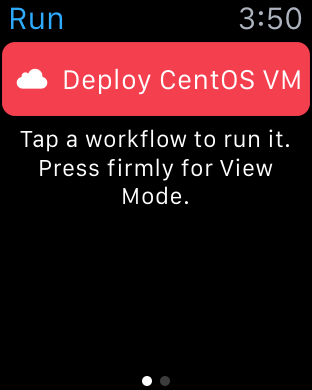 Run 3:50
Deploy CentOS VM
Tap a workflow to run it.
Press firmly for View
Mode.